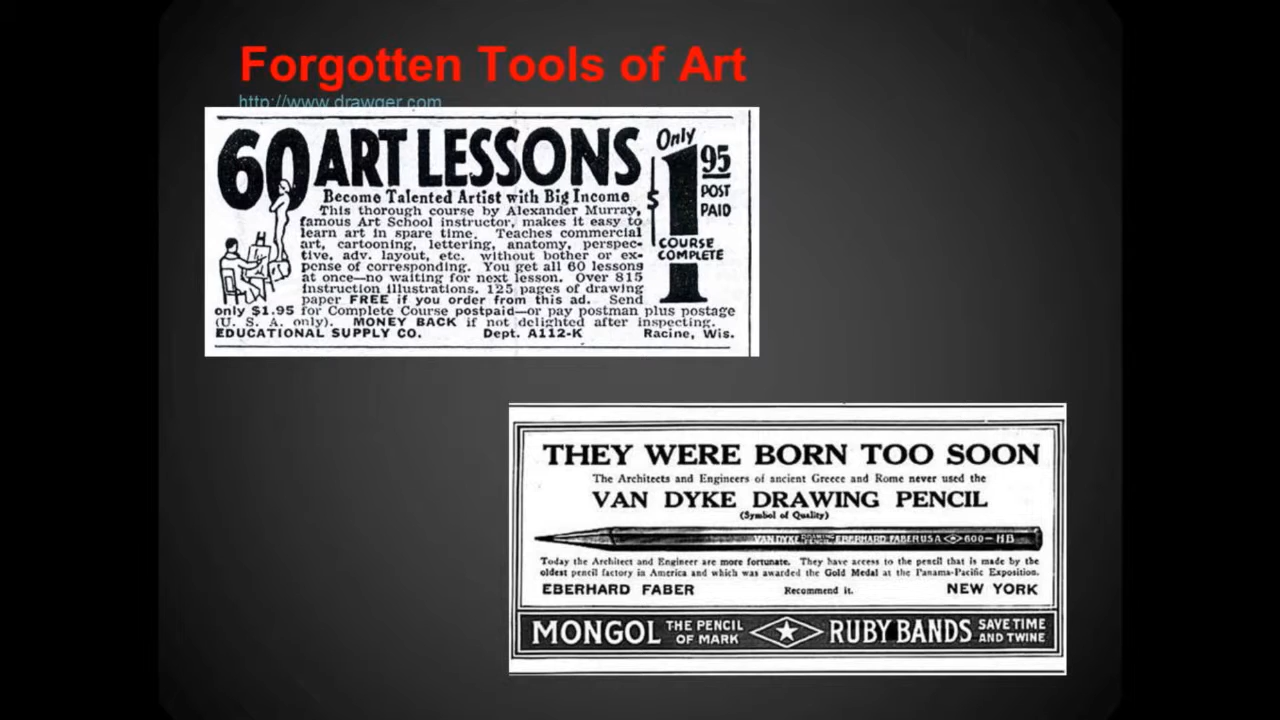 Forgotten Tools of Art
http://www.drawger.com
60 ART LESSONS
Become Talented Artist with Big Income
This thorough course by Alexander Murray,
famous Art School instructor, makes it easy to
learn art in spare time. Teaches commercial
art, cartooning, lettering, anatomy, perspec-
tive, adv. layout, etc. without bother or ex-
pense of corresponding. You get all 60 lessons
at once—no waiting for next lesson. Over 815
instruction illustrations. 125 pages of drawing
paper FREE if you order from this ad. Send
only $1.95 for Complete Course postpaid—or pay postman plus postage
(U. S. A. only). MONEY BACK if not delighted after inspecting.
EDUCATIONAL SUPPLY CO. Dept. A112-K Racine, Wis.
Only
$1 95
POST
PAID
COURSE
COMPLETE
THEY WERE BORN TOO SOON
The Architects and Engineers of ancient Greece and Rome never used the
VAN DYKE DRAWING PENCIL
(Symbol of Quality)
VAN DYKE DRAWING PENCIL EBERHARD FABER USA 600-HB
Today the Architect and Engineer are more fortunate. They have access to the pencil that is made by the
oldest pencil factory in America and which was awarded the Gold Medal at the Panama-Pacific Exposition.
EBERHARD FABER Recommend it. NEW YORK
MONGOL THE PENCIL OF MARK RUBY BANDS SAVE TIME AND TWINE